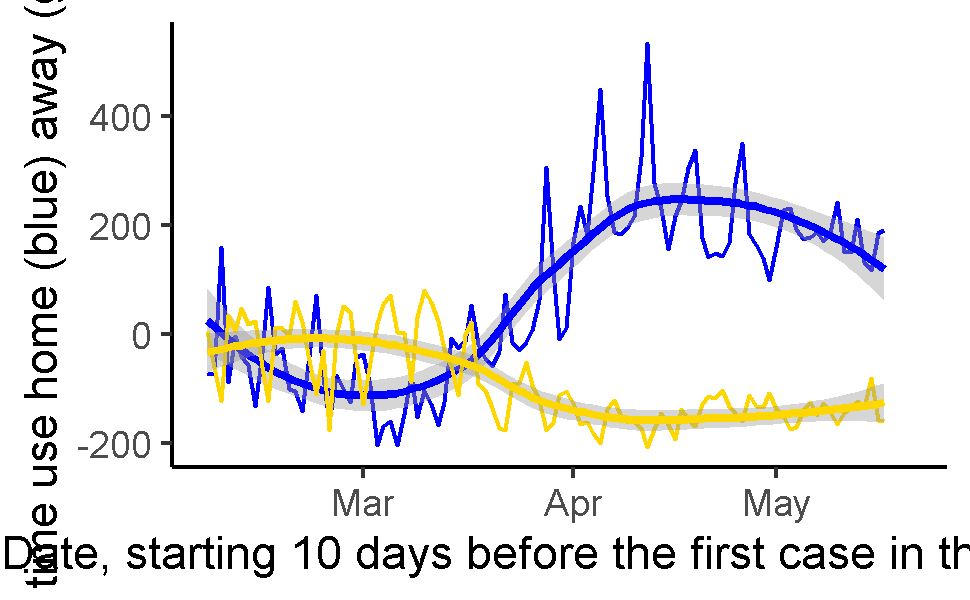 time use home (blue) away (
400
200
0
-200
Mar Apr May
Date, starting 10 days before the first case in th